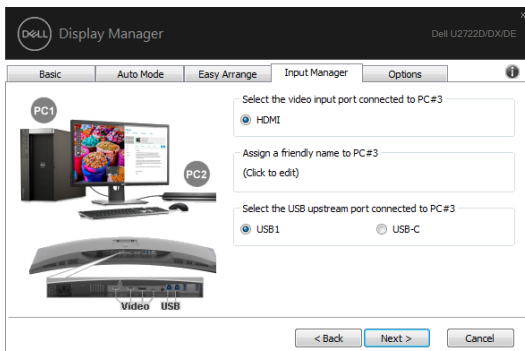 DELL Display Manager
Dell U2722D/DX/DE
x
Basic Auto Mode Easy Arrange Input Manager Options
Select the video input port connected to PC#3
HDMI
Assign a friendly name to PC#3
(Click to edit)
Select the USB upstream port connected to PC#3
USB1 USB-C
PC1
PC2
Video USB
< Back Next > Cancel